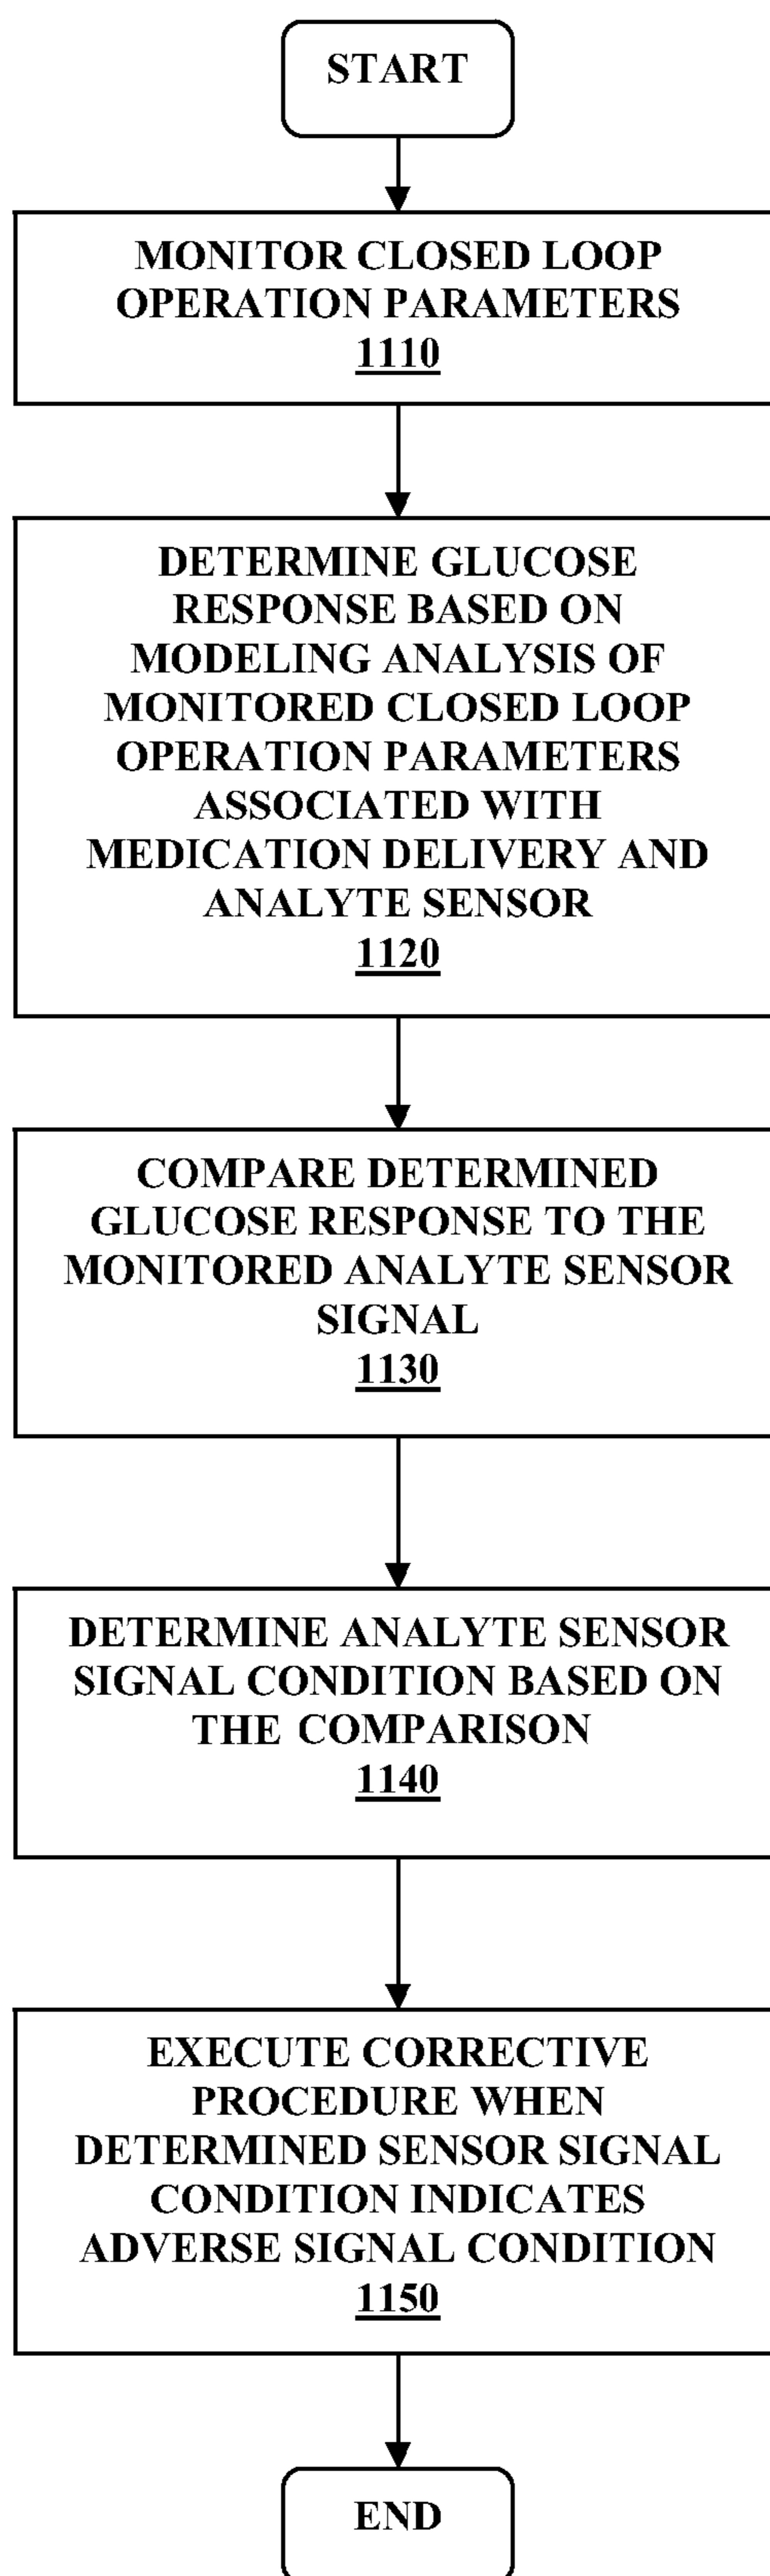 START
MONITOR CLOSED LOOP
OPERATION PARAMETERS
1110
DETERMINE GLUCOSE
RESPONSE BASED ON
MODELING ANALYSIS OF
MONITORED CLOSED LOOP
OPERATION PARAMETERS
ASSOCIATED WITH
MEDICATION DELIVERY AND
ANALYTE SENSOR
1120
COMPARE DETERMINED
GLUCOSE RESPONSE TO THE
MONITORED ANALYTE SENSOR
SIGNAL
1130
DETERMINE ANALYTE SENSOR
SIGNAL CONDITION BASED ON
THE COMPARISON
1140
EXECUTE CORRECTIVE
PROCEDURE WHEN
DETERMINED SENSOR SIGNAL
CONDITION INDICATES
ADVERSE SIGNAL CONDITION
1150
END